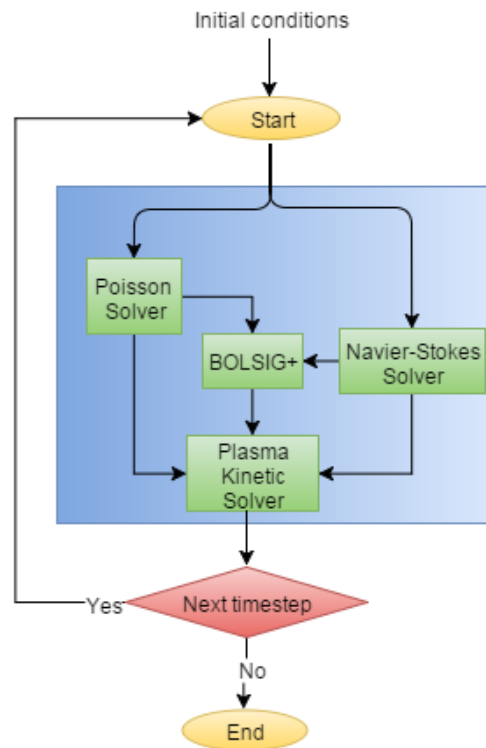 Initial conditions
Start
Poisson
Solver
BOLSIG+
Navier-Stokes
Solver
Plasma
Kinetic
Solver
Next timestep
Yes
No
End